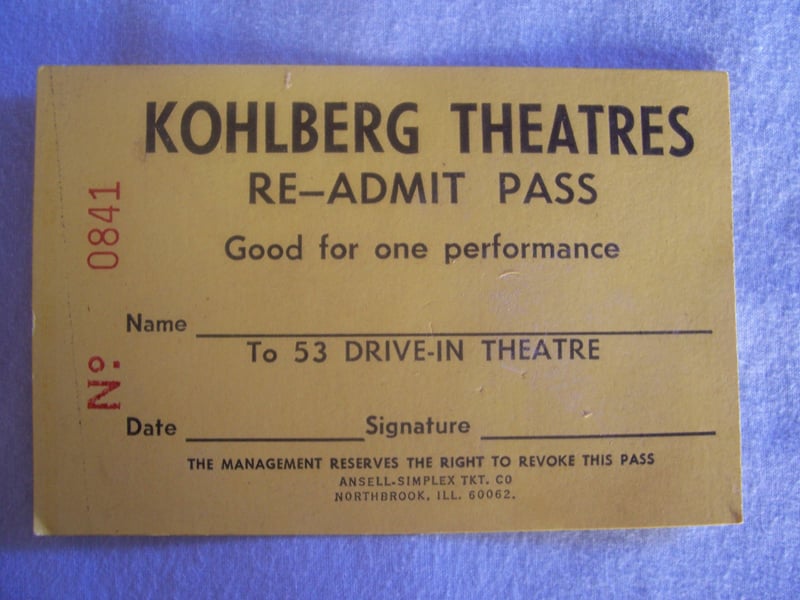 KOHLBERG THEATRES
RE-ADMIT PASS
Good for one performance
Name
To 53 DRIVE-IN THEATRE
Date Signature
THE MANAGEMENT RESERVES THE RIGHT TO REVOKE THIS PASS
ANSELL-SIMPLEX TKT. CO
NORTHBROOK, ILL. 60062.
Nº. 0841